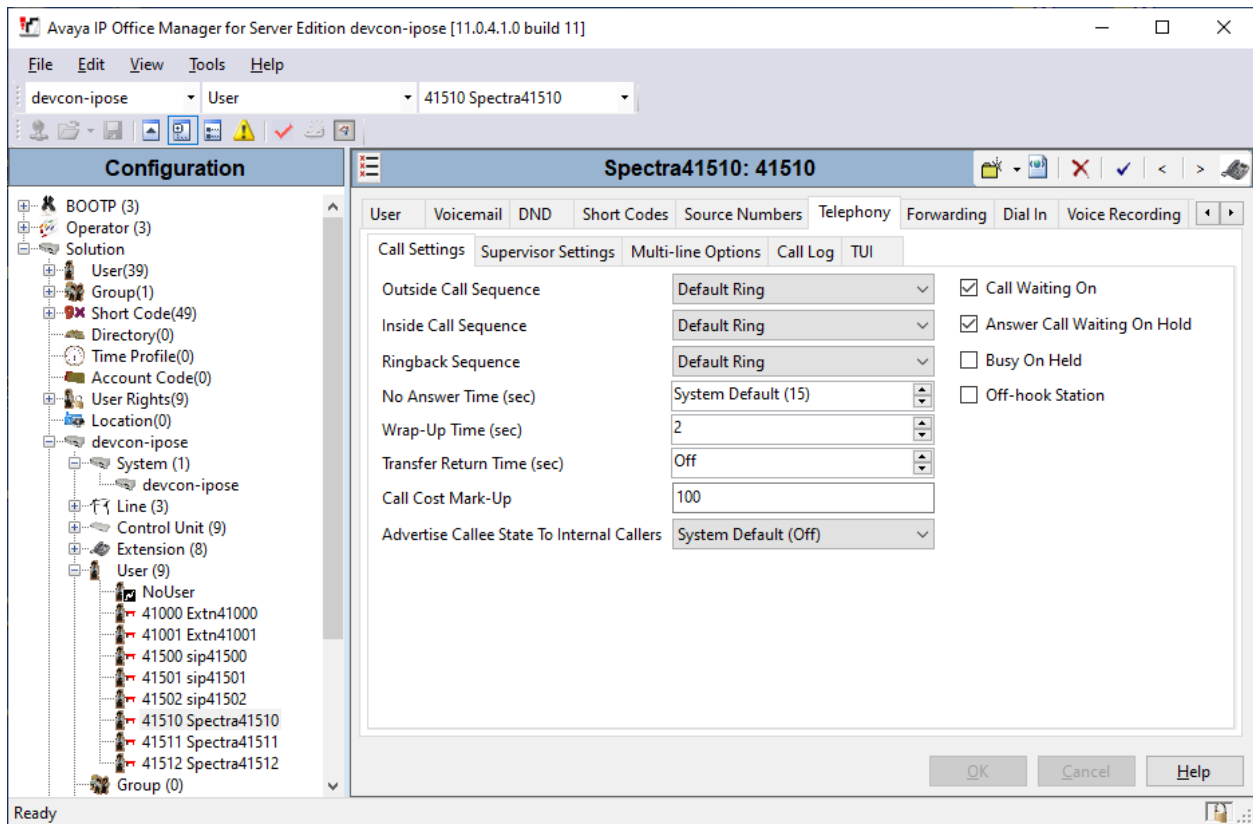 Avaya IP Office Manager for Server Edition devcon-ipose [11.0.4.1.0 build 11]
File Edit View Tools Help
devcon-ipose User 41510 Spectra41510
Configuration
BOOTP (3)
Operator (3)
Solution
User(39)
Group(1)
Short Code(49)
Directory(0)
Time Profile(0)
Account Code(0)
User Rights(9)
Location(0)
devcon-ipose
System (1)
devcon-ipose
Line (3)
Control Unit (9)
Extension (8)
User (9)
NoUser
41000 Extn41000
41001 Extn41001
41500 sip41500
41501 sip41501
41502 sip41502
41510 Spectra41510
41511 Spectra41511
41512 Spectra41512
Group (0)
Spectra41510: 41510
User Voicemail DND Short Codes Source Numbers Telephony Forwarding Dial In Voice Recording
Call Settings Supervisor Settings Multi-line Options Call Log TUI
Outside Call Sequence Default Ring Call Waiting On
Inside Call Sequence Default Ring Answer Call Waiting On Hold
Ringback Sequence Default Ring Busy On Held
No Answer Time (sec) System Default (15) Off-hook Station
Wrap-Up Time (sec) 2
Transfer Return Time (sec) Off
Call Cost Mark-Up 100
Advertise Callee State To Internal Callers System Default (Off)
OK Cancel Help
Ready